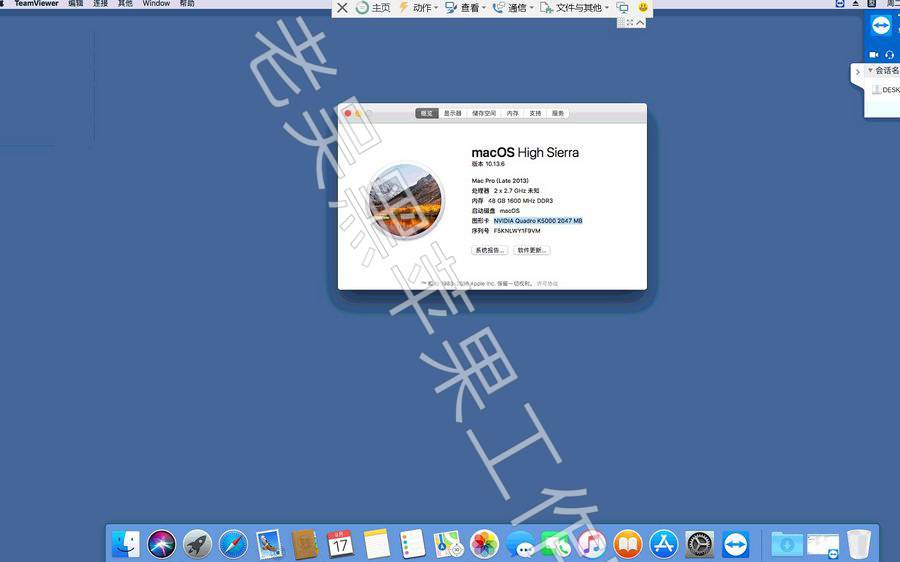 TeamViewer 编辑 连接 其他 Window 帮助
主页 动作 查看 通信 文件与其他
周二
会话名
DESK
概览 显示器 储存空间 内存 支持 服务
macOS High Sierra
版本 10.13.6
Mac Pro (Late 2013)
处理器 2 x 2.7 GHz 未知
内存 48 GB 1600 MHz DDR3
启动磁盘 macOS
图形卡 NVIDIA Quadro K5000 2047 MB
序列号 F5KNLWY1F9VM
系统报告... 软件更新...
Apple Inc. 保留一切权利。 许可协议
老吴黑苹果工作
17